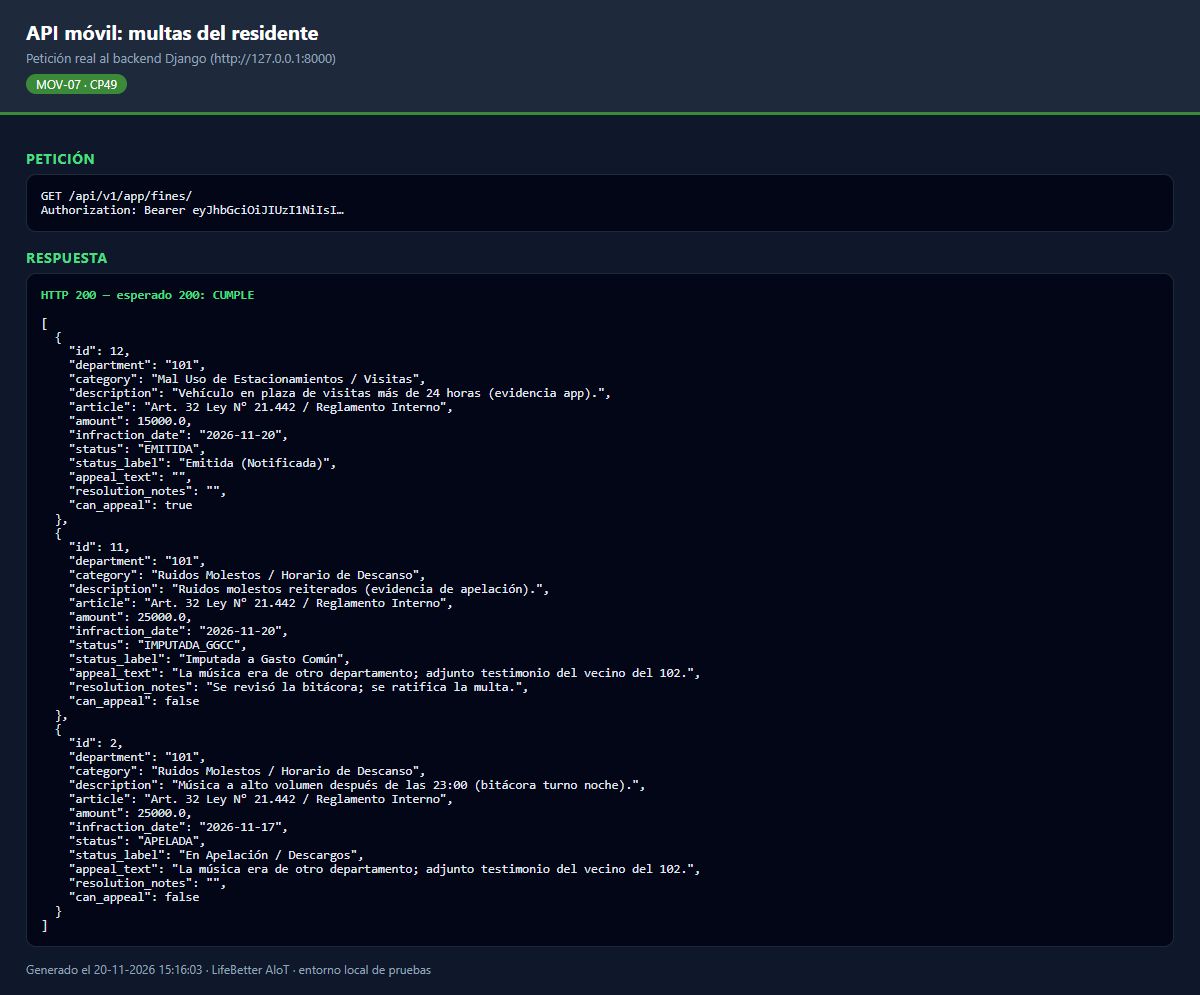 API móvil: multas del residente
Petición real al backend Django (http://127.0.0.1:8000)
MOV-07 · CP49
PETICIÓN
GET /api/v1/app/fines/
Authorization: Bearer eyJhbGciOiJIUzI1NiIsI…
RESPUESTA
HTTP 200 — esperado 200: CUMPLE
[
  {
    "id": 12,
    "department": "101",
    "category": "Mal Uso de Estacionamientos / Visitas",
    "description": "Vehículo en plaza de visitas más de 24 horas (evidencia app).",
    "article": "Art. 32 Ley N° 21.442 / Reglamento Interno",
    "amount": 15000.0,
    "infraction_date": "2026-11-20",
    "status": "EMITIDA",
    "status_label": "Emitida (Notificada)",
    "appeal_text": "",
    "resolution_notes": "",
    "can_appeal": true
  },
  {
    "id": 11,
    "department": "101",
    "category": "Ruidos Molestos / Horario de Descanso",
    "description": "Ruidos molestos reiterados (evidencia de apelación).",
    "article": "Art. 32 Ley N° 21.442 / Reglamento Interno",
    "amount": 25000.0,
    "infraction_date": "2026-11-20",
    "status": "IMPUTADA_GGCC",
    "status_label": "Imputada a Gasto Común",
    "appeal_text": "La música era de otro departamento; adjunto testimonio del vecino del 102.",
    "resolution_notes": "Se revisó la bitácora; se ratifica la multa.",
    "can_appeal": false
  },
  {
    "id": 2,
    "department": "101",
    "category": "Ruidos Molestos / Horario de Descanso",
    "description": "Música a alto volumen después de las 23:00 (bitácora turno noche).",
    "article": "Art. 32 Ley N° 21.442 / Reglamento Interno",
    "amount": 25000.0,
    "infraction_date": "2026-11-17",
    "status": "APELADA",
    "status_label": "En Apelación / Descargos",
    "appeal_text": "La música era de otro departamento; adjunto testimonio del vecino del 102.",
    "resolution_notes": "",
    "can_appeal": false
  }
]
Generado el 20-11-2026 15:16:03 · LifeBetter AIoT · entorno local de pruebas